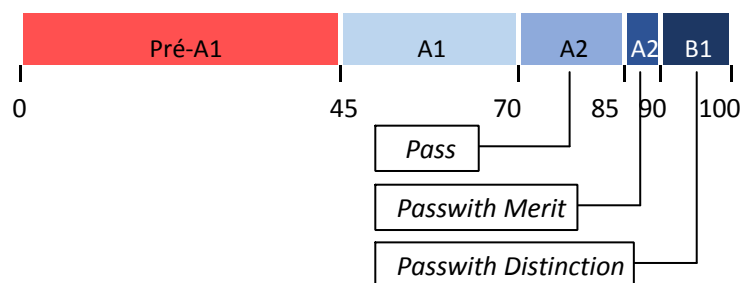 Pré-A1 A1 A2 A2 B1
0 45 70 85 90 100
Pass
Passwith Merit
Passwith Distinction